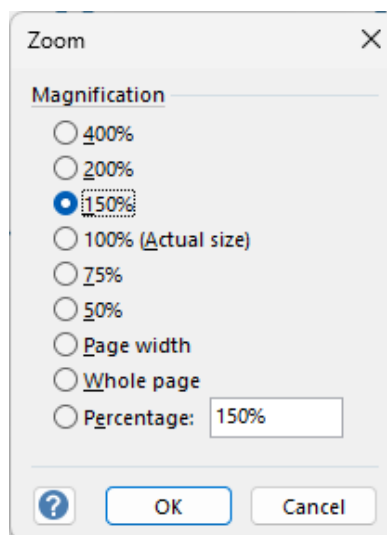 Zoom
Magnification
400%
200%
150%
100% (Actual size)
75%
50%
Page width
Whole page
Percentage: 150%
? OK Cancel